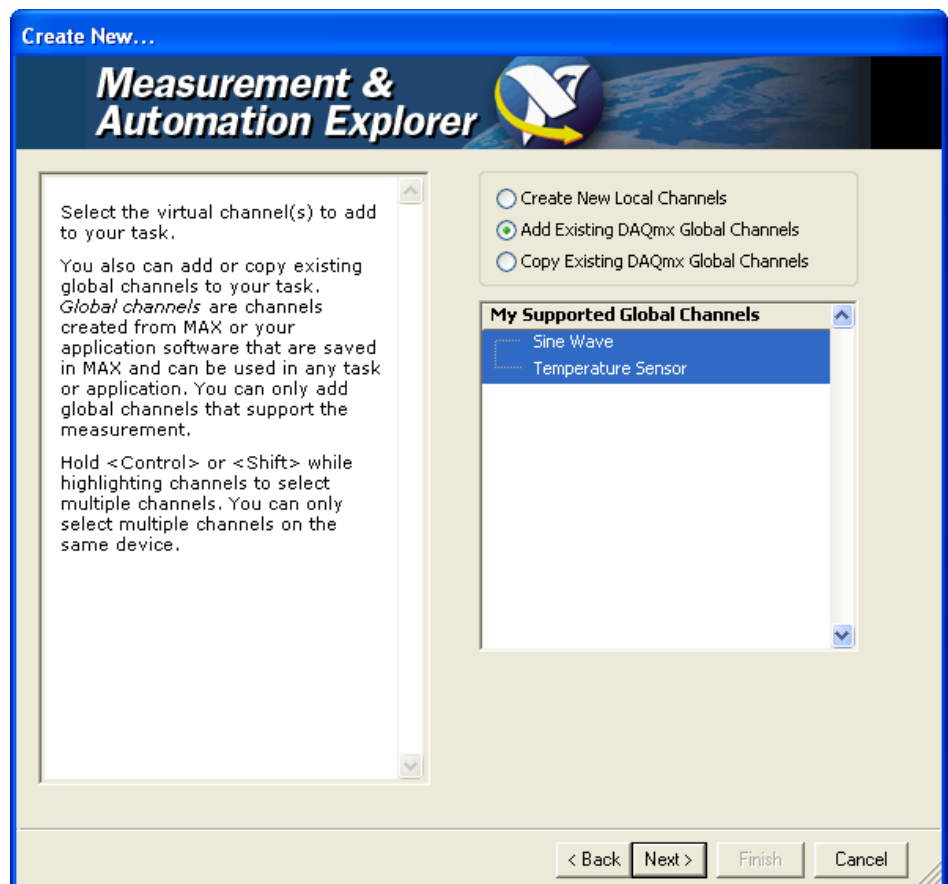 Create New...
Measurement &
Automation Explorer
Select the virtual channel(s) to add
to your task.
You also can add or copy existing
global channels to your task.
Global channels are channels
created from MAX or your
application software that are saved
in MAX and can be used in any task
or application. You can only add
global channels that support the
measurement.
Hold <Control> or <Shift> while
highlighting channels to select
multiple channels. You can only
select multiple channels on the
same device.
Create New Local Channels
Add Existing DAQmx Global Channels
Copy Existing DAQmx Global Channels
My Supported Global Channels
Sine Wave
Temperature Sensor
< Back Next > Finish Cancel